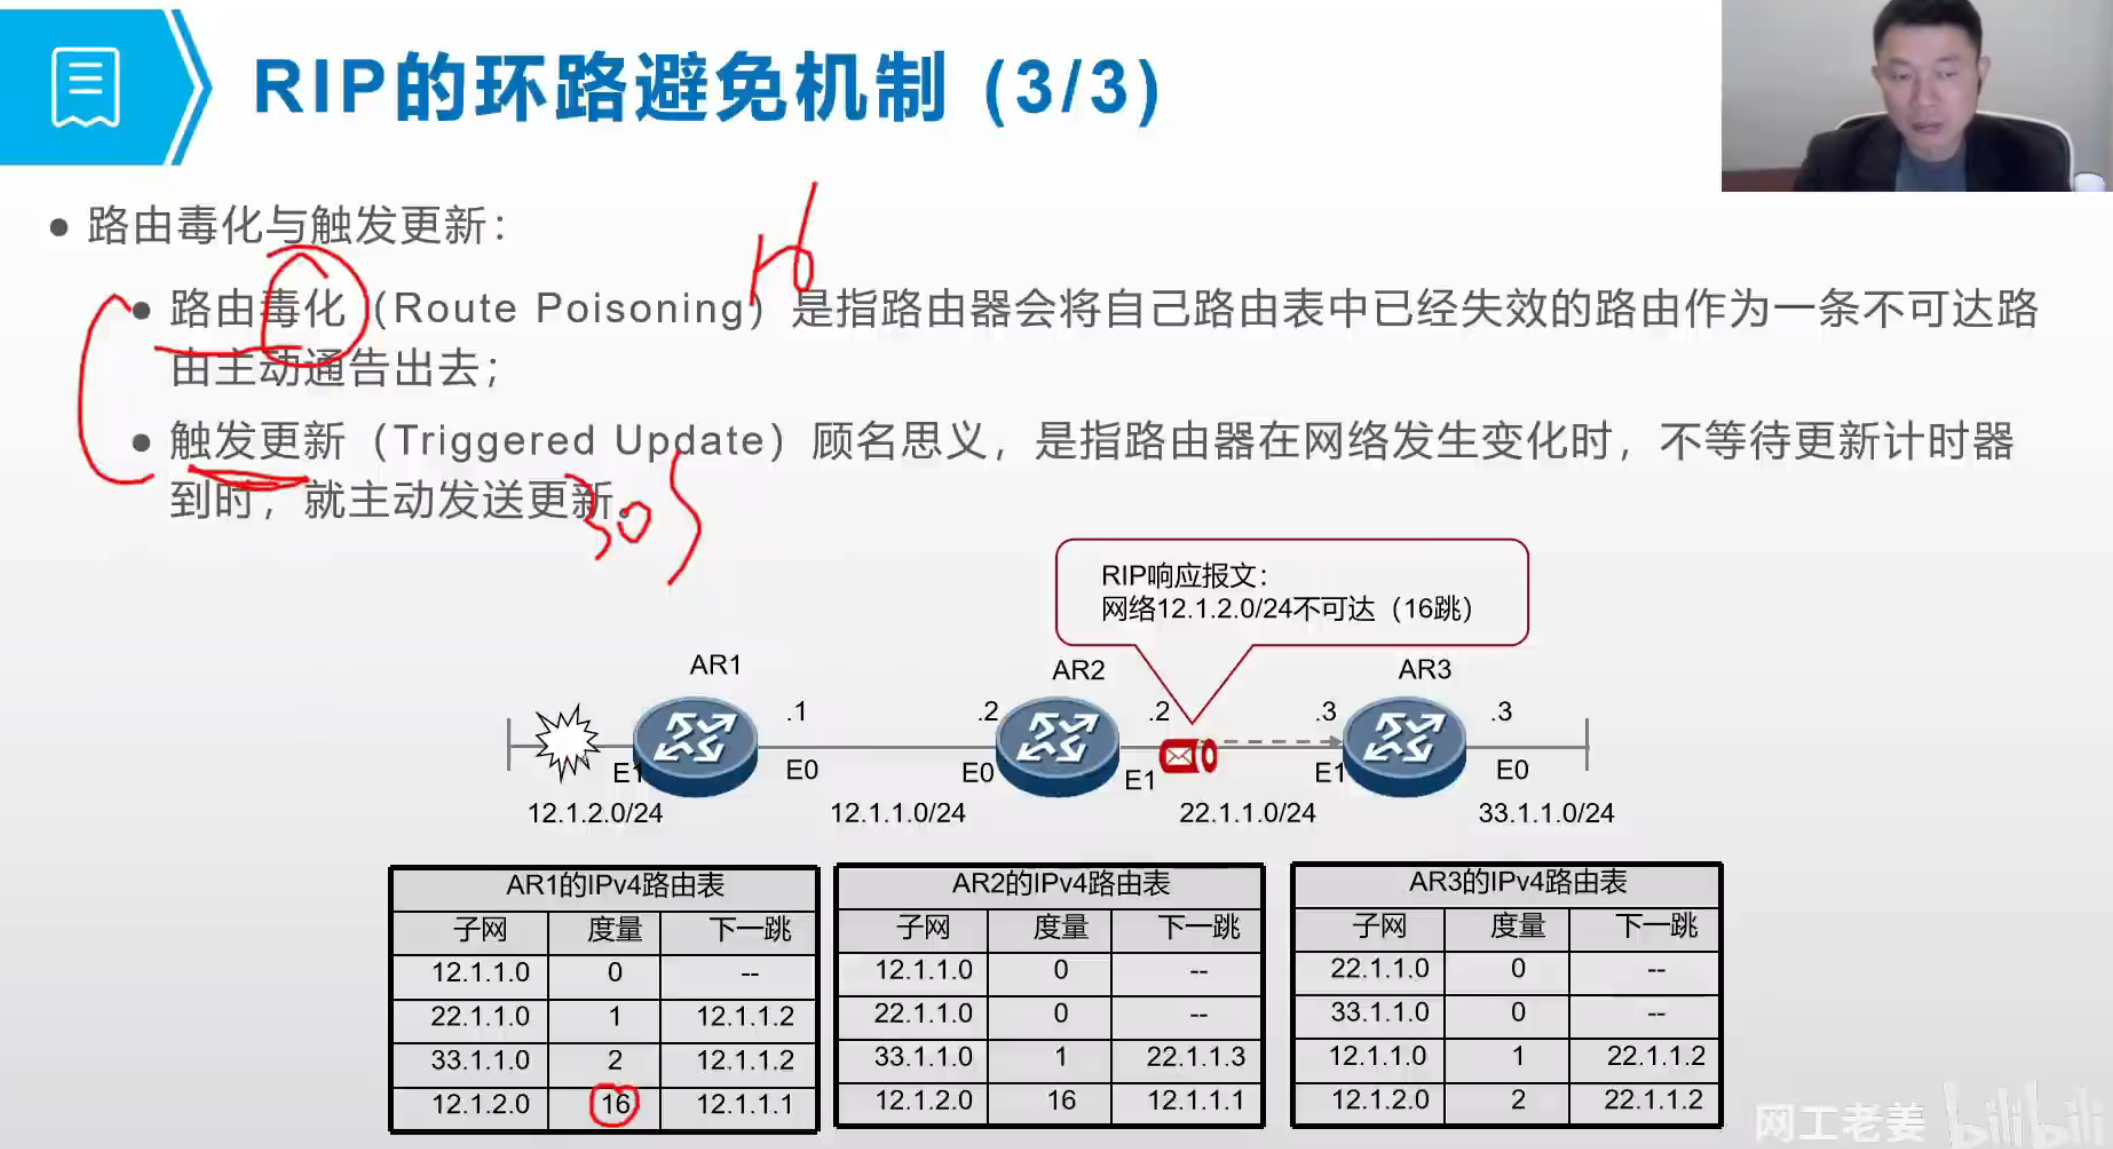 RIP的环路避免机制 (3/3)
路由毒化与触发更新：
路由毒化（Route Poisoning）是指路由器会将自己路由表中已经失效的路由作为一条不可达路
由主动通告出去；
触发更新（Triggered Update）顾名思义，是指路由器在网络发生变化时，不等待更新计时器
到时，就主动发送更新。
16
30s
RIP响应报文：
网络12.1.2.0/24不可达（16跳）
AR1 AR2 AR3
.1 .2 .2 .3 .3
E1 E0 E0 E1 E1 E0
12.1.2.0/24 12.1.1.0/24 22.1.1.0/24 33.1.1.0/24
AR1的IPv4路由表
子网 度量 下一跳
12.1.1.0 0 --
22.1.1.0 1 12.1.1.2
33.1.1.0 2 12.1.1.2
12.1.2.0 16 12.1.1.1
AR2的IPv4路由表
子网 度量 下一跳
12.1.1.0 0 --
22.1.1.0 0 --
33.1.1.0 1 22.1.1.3
12.1.2.0 16 12.1.1.1
AR3的IPv4路由表
子网 度量 下一跳
22.1.1.0 0 --
33.1.1.0 0 --
12.1.1.0 1 22.1.1.2
12.1.2.0 2 22.1.1.2
网工老姜 bilibili